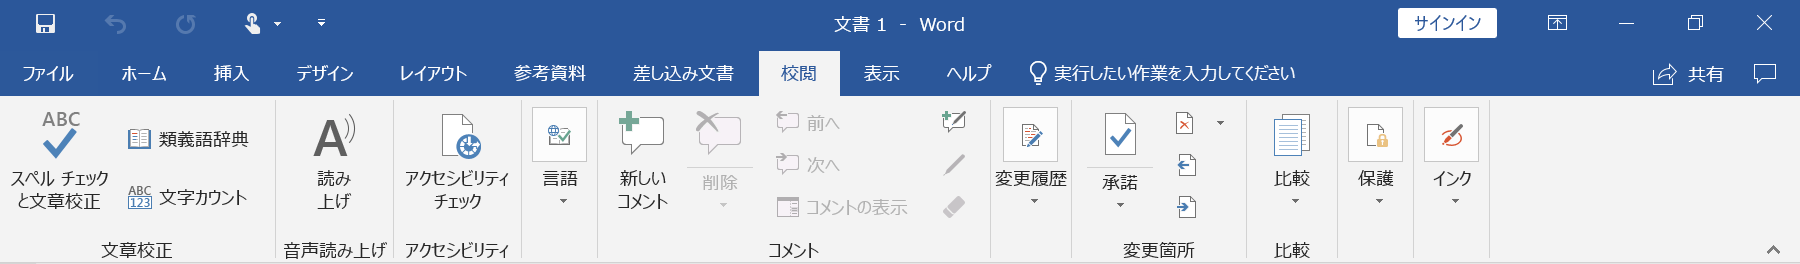 文書 1 - Word
サインイン
ファイル ホーム 挿入 デザイン レイアウト 参考資料 差し込み文書 校閲 表示 ヘルプ 実行したい作業を入力してください 共有
ABC
スペル チェック
と文章校正
類義語辞典
ABC
123
文字カウント
文章校正
A
読み
上げ
音声読み上げ
アクセシビリティ
チェック
アクセシビリティ
言語
新しい
コメント
削除
前へ
次へ
コメントの表示
コメント
変更履歴
承諾
変更箇所
比較
比較
保護
インク